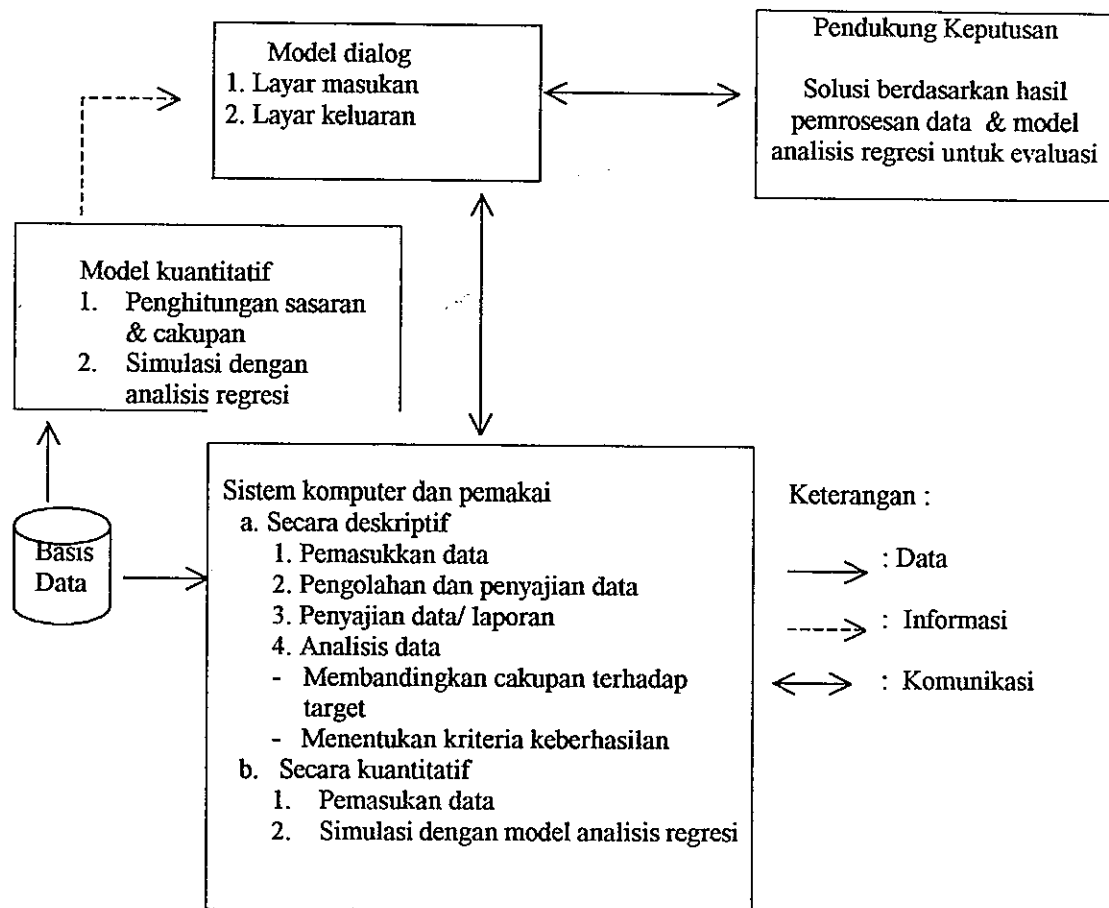 Model dialog
1. Layar masukan
2. Layar keluaran
Pendukung Keputusan
Solusi berdasarkan hasil
pemrosesan data & model
analisis regresi untuk evaluasi
Model kuantitatif
1. Penghitungan sasaran
& cakupan
2. Simulasi dengan
analisis regresi
Basis
Data
Sistem komputer dan pemakai
a. Secara deskriptif
1. Pemasukkan data
2. Pengolahan dan penyajian data
3. Penyajian data/ laporan
4. Analisis data
- Membandingkan cakupan terhadap
target
- Menentukan kriteria keberhasilan
b. Secara kuantitatif
1. Pemasukan data
2. Simulasi dengan model analisis regresi
Keterangan :
: Data
: Informasi
: Komunikasi